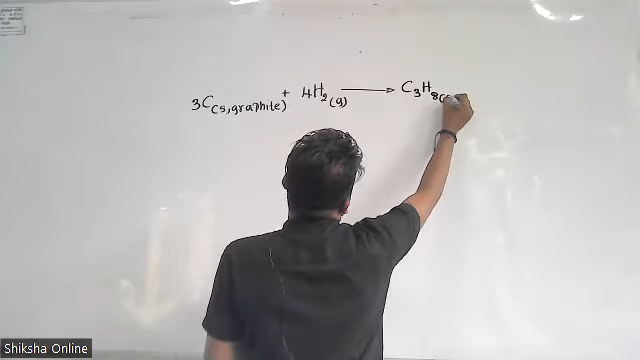 3C(s,graphite) + 4H2(g) → C3H8(
Shiksha Online